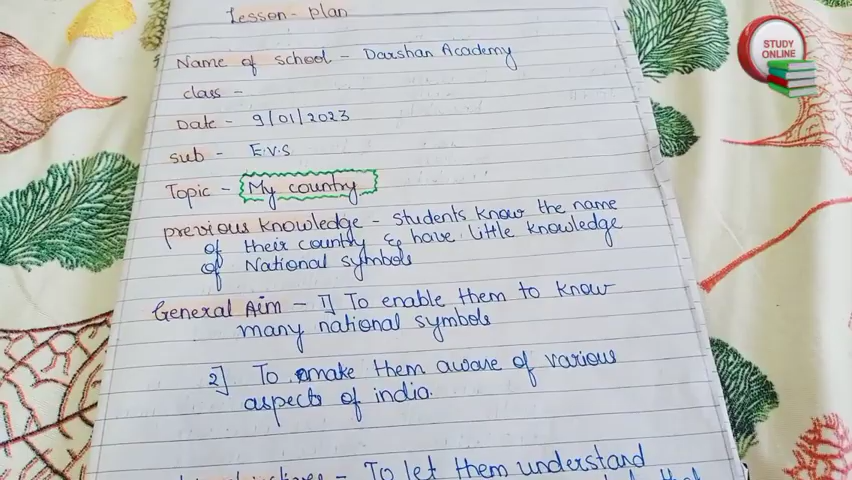 Lesson - plan
Name of school - Darshan Academy
class -
Date - 9/01/2023
sub - E.V.S
Topic - My country
previous knowledge - students know the name
of their country & have little knowledge
of National symbols
General Aim - 1] To enable them to know
many national symbols
2] To make them aware of various
aspects of india.
- To let them understand
STUDY
ONLINE